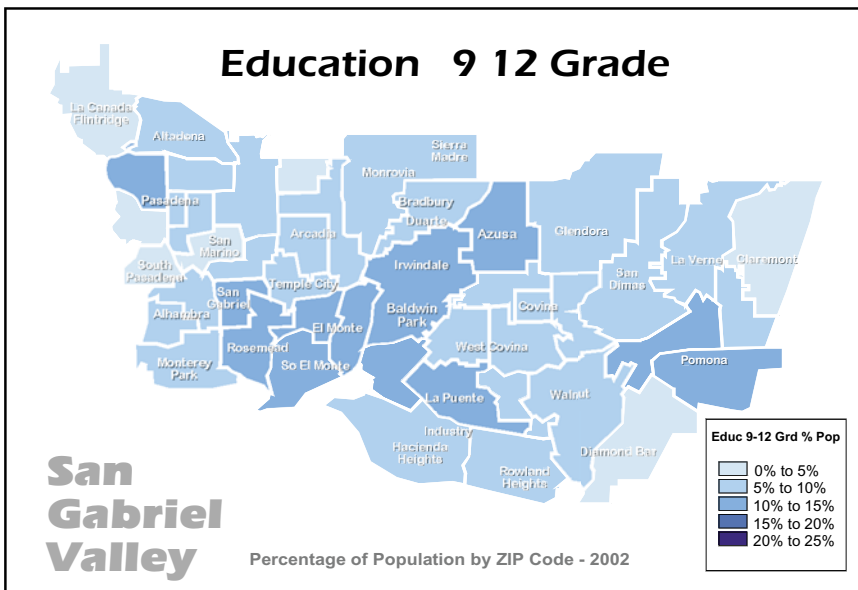 Education 9 12 Grade
La Canada
Flintridge
Altadena
Sierra
Madre
Monrovia
Pasadena
Bradbury
Duarte
Azusa
Glendora
San
Marino
Arcadia
La Verne
Claremont
South
Pasadena
Irwindale
San
Dimas
Temple City
San
Gabriel
Alhambra
El Monte
Baldwin
Park
Covina
Rosemead
West Covina
Monterey
Park
So El Monte
Pomona
La Puente
Walnut
Industry
Hacienda
Heights
Diamond Bar
Rowland
Heights
Educ 9-12 Grd % Pop
0% to 5%
5% to 10%
10% to 15%
15% to 20%
20% to 25%
San
Gabriel
Valley
Percentage of Population by ZIP Code - 2002